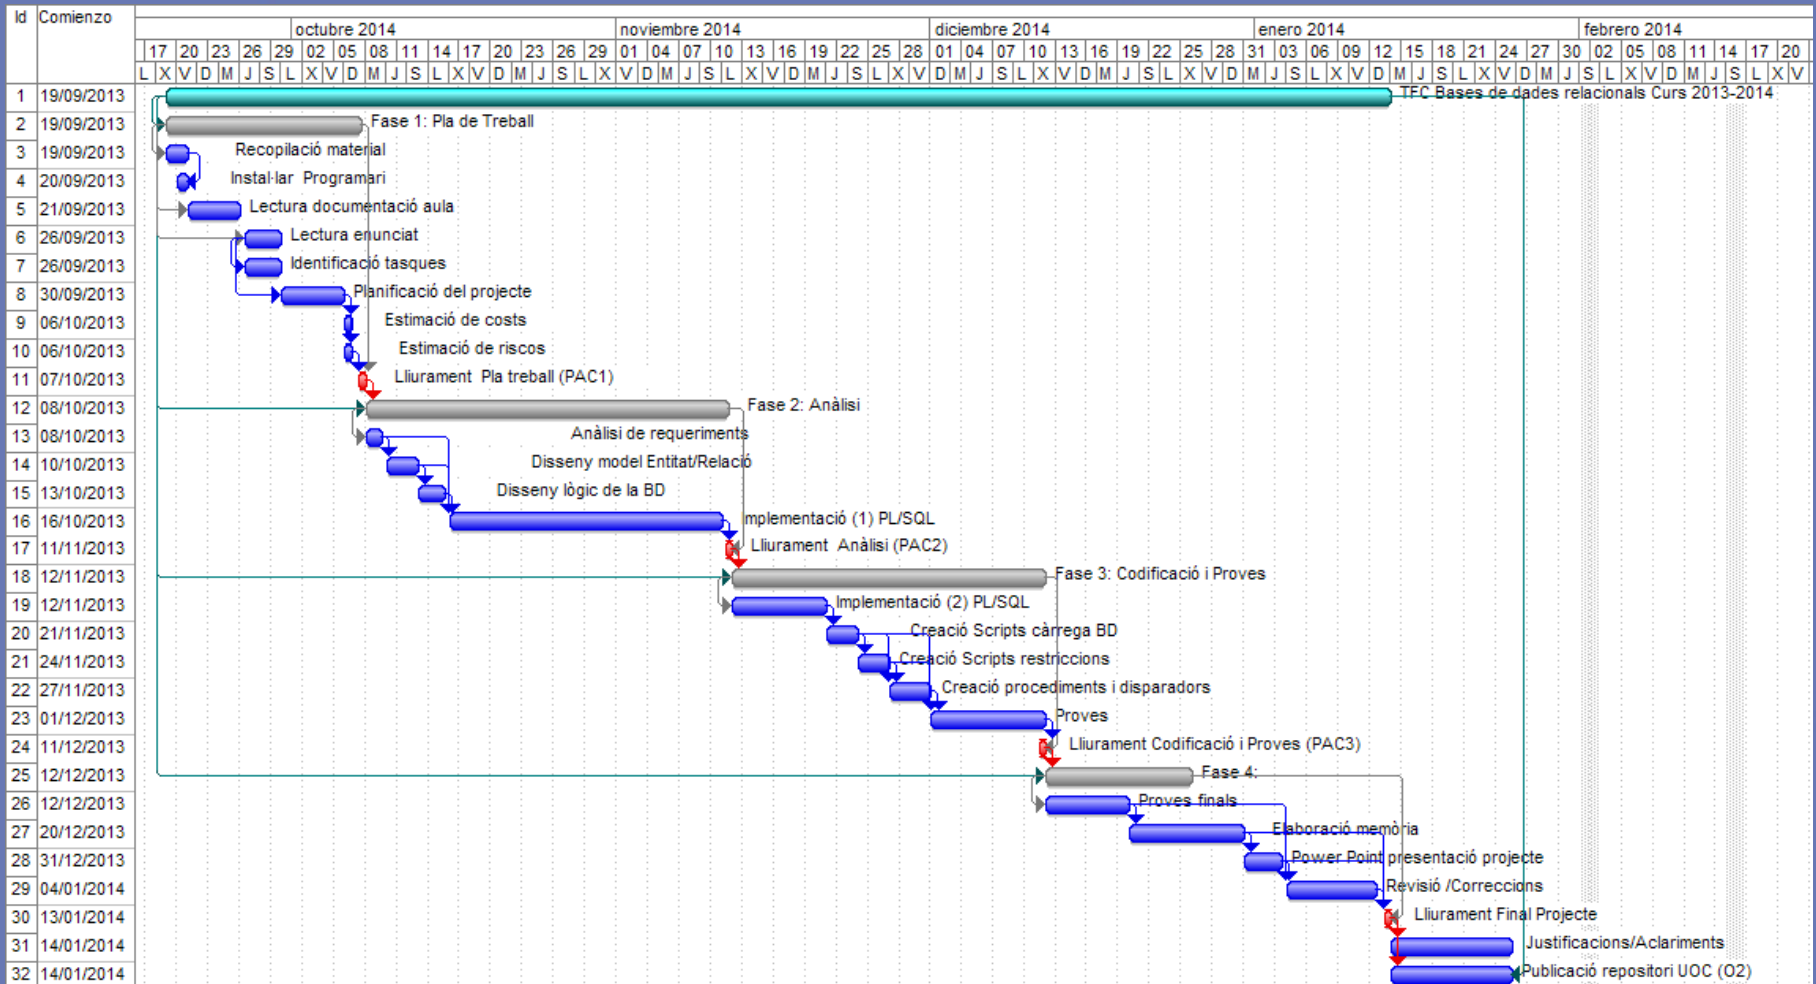 Id Comienzo
octubre 2014 noviembre 2014 diciembre 2014 enero 2014 febrero 2014
17 20 23 26 29 02 05 08 11 14 17 20 23 26 29 01 04 07 10 13 16 19 22 25 28 01 04 07 10 13 16 19 22 25 28 31 03 06 09 12 15 18 21 24 27 30 02 05 08 11 14 17 20
L X V D M J S L X V D M J S L X V D M J S L X V D M J S L X V D M J S L X V D M J S L X V D M J S L X V
1 19/09/2013 TFC Bases de dades relacionals Curs 2013-2014
2 19/09/2013 Fase 1: Pla de Treball
3 19/09/2013 Recopilació material
4 20/09/2013 Instal·lar Programari
5 21/09/2013 Lectura documentació aula
6 26/09/2013 Lectura enunciat
7 26/09/2013 Identificació tasques
8 30/09/2013 Planificació del projecte
9 06/10/2013 Estimació de costs
10 06/10/2013 Estimació de riscos
11 07/10/2013 Lliurament Pla treball (PAC1)
12 08/10/2013 Fase 2: Anàlisi
13 08/10/2013 Anàlisi de requeriments
14 10/10/2013 Disseny model Entitat/Relació
15 13/10/2013 Disseny lògic de la BD
16 16/10/2013 Implementació (1) PL/SQL
17 11/11/2013 Lliurament Anàlisi (PAC2)
18 12/11/2013 Fase 3: Codificació i Proves
19 12/11/2013 Implementació (2) PL/SQL
20 21/11/2013 Creació Scripts càrrega BD
21 24/11/2013 Creació Scripts restriccions
22 27/11/2013 Creació procediments i disparadors
23 01/12/2013 Proves
24 11/12/2013 Lliurament Codificació i Proves (PAC3)
25 12/12/2013 Fase 4:
26 12/12/2013 Proves finals
27 20/12/2013 Elaboració memòria
28 31/12/2013 Power Point presentació projecte
29 04/01/2014 Revisió /Correccions
30 13/01/2014 Lliurament Final Projecte
31 14/01/2014 Justificacions/Aclariments
32 14/01/2014 Publicació repositori UOC (O2)